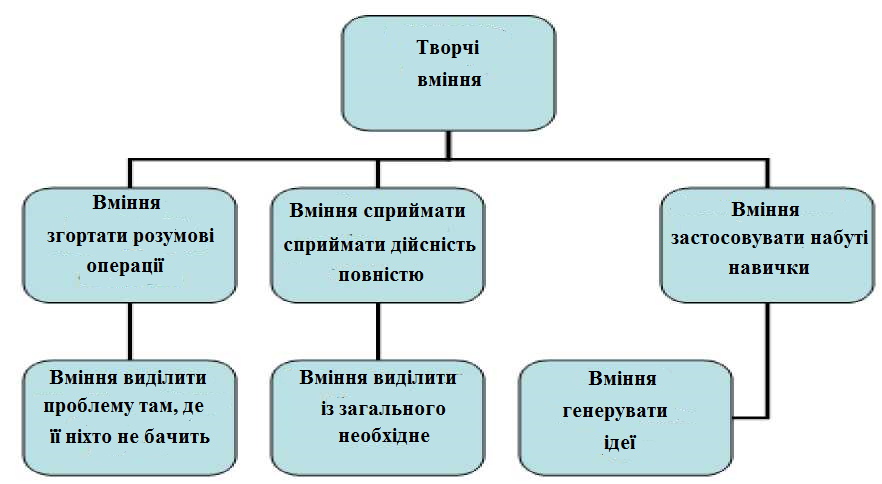 Творчі
вміння
Вміння
згортати розумові
операції
Вміння сприймати
сприймати дійсність
повністю
Вміння
застосовувати набуті
навички
Вміння виділити
проблему там, де
її ніхто не бачить
Вміння виділити
із загального
необхідне
Вміння
генерувати
ідеї